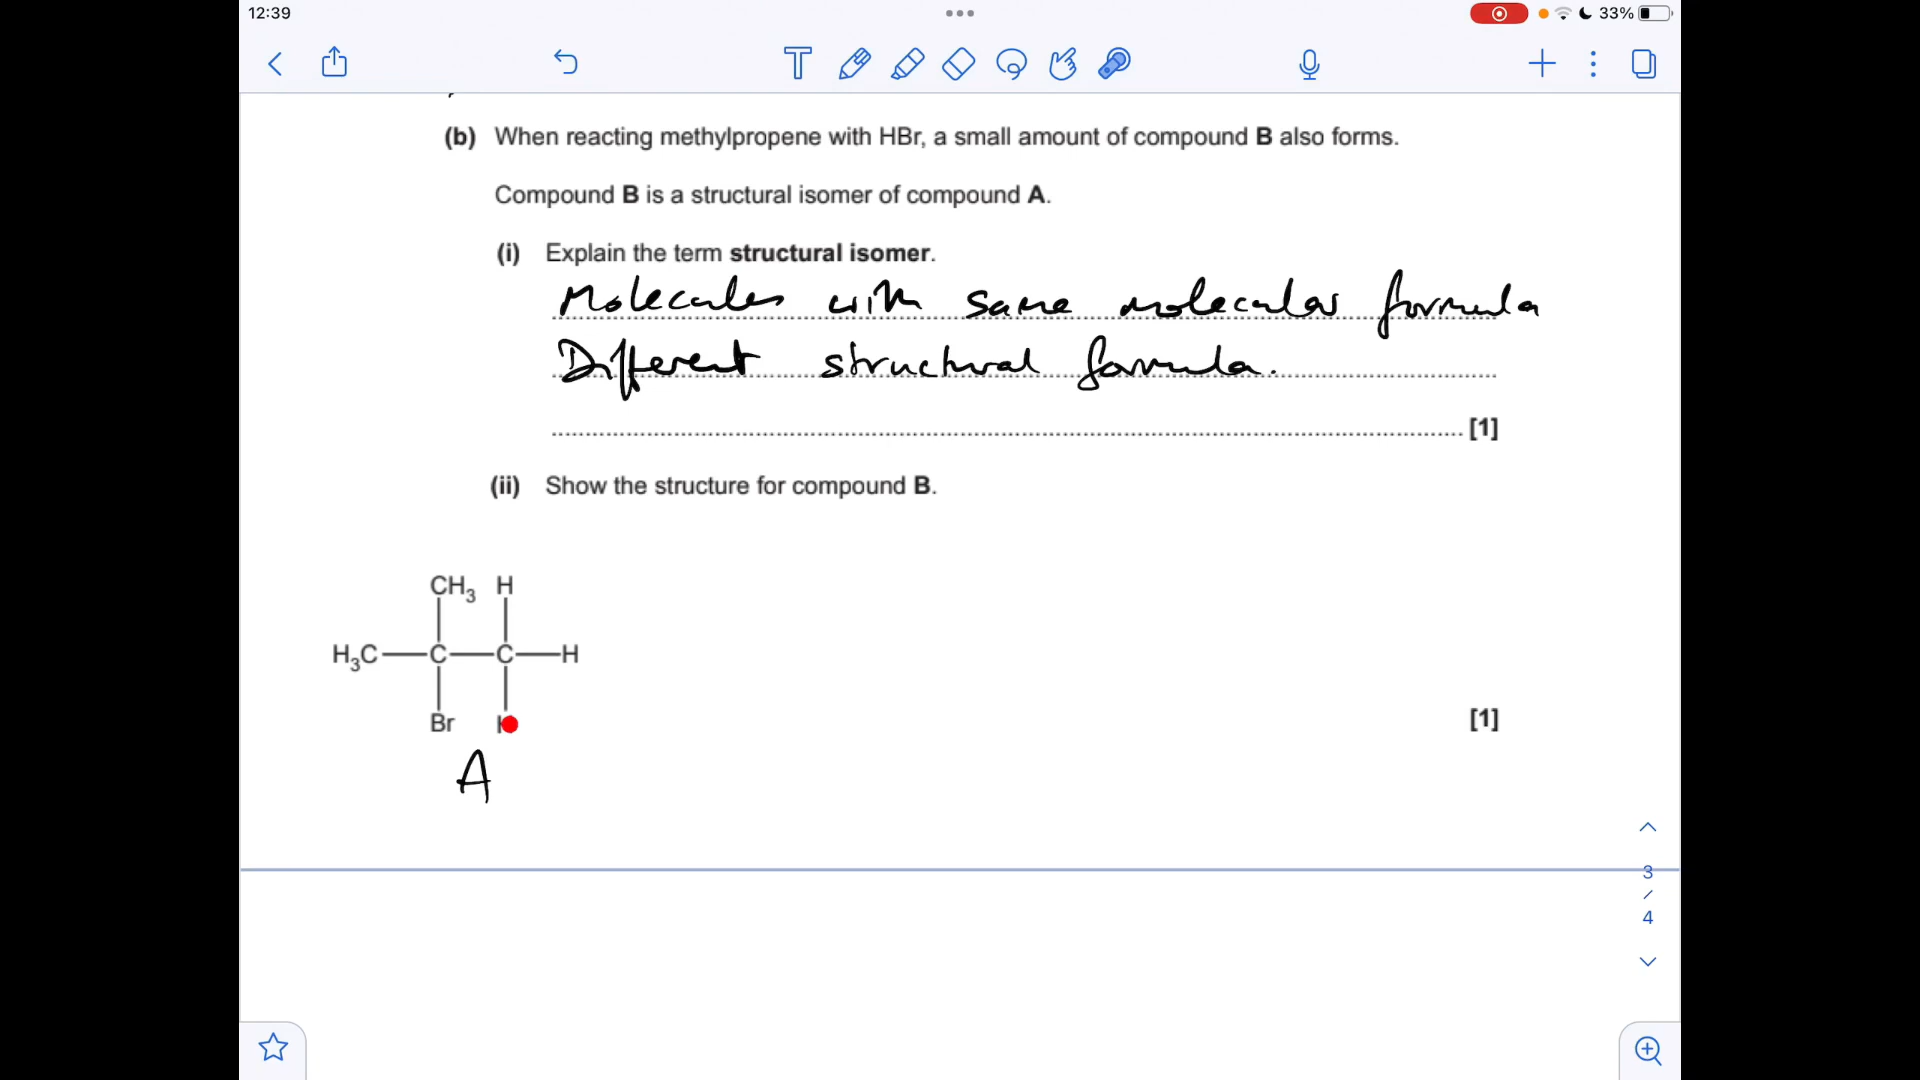 12:39
33%
(b) When reacting methylpropene with HBr, a small amount of compound B also forms.
Compound B is a structural isomer of compound A.
(i) Explain the term structural isomer.
Molecules with same molecular formula
Different structural formula.
[1]
(ii) Show the structure for compound B.
CH₃ H
H₃C—C—C—H
Br
[1]
A
3
/
4